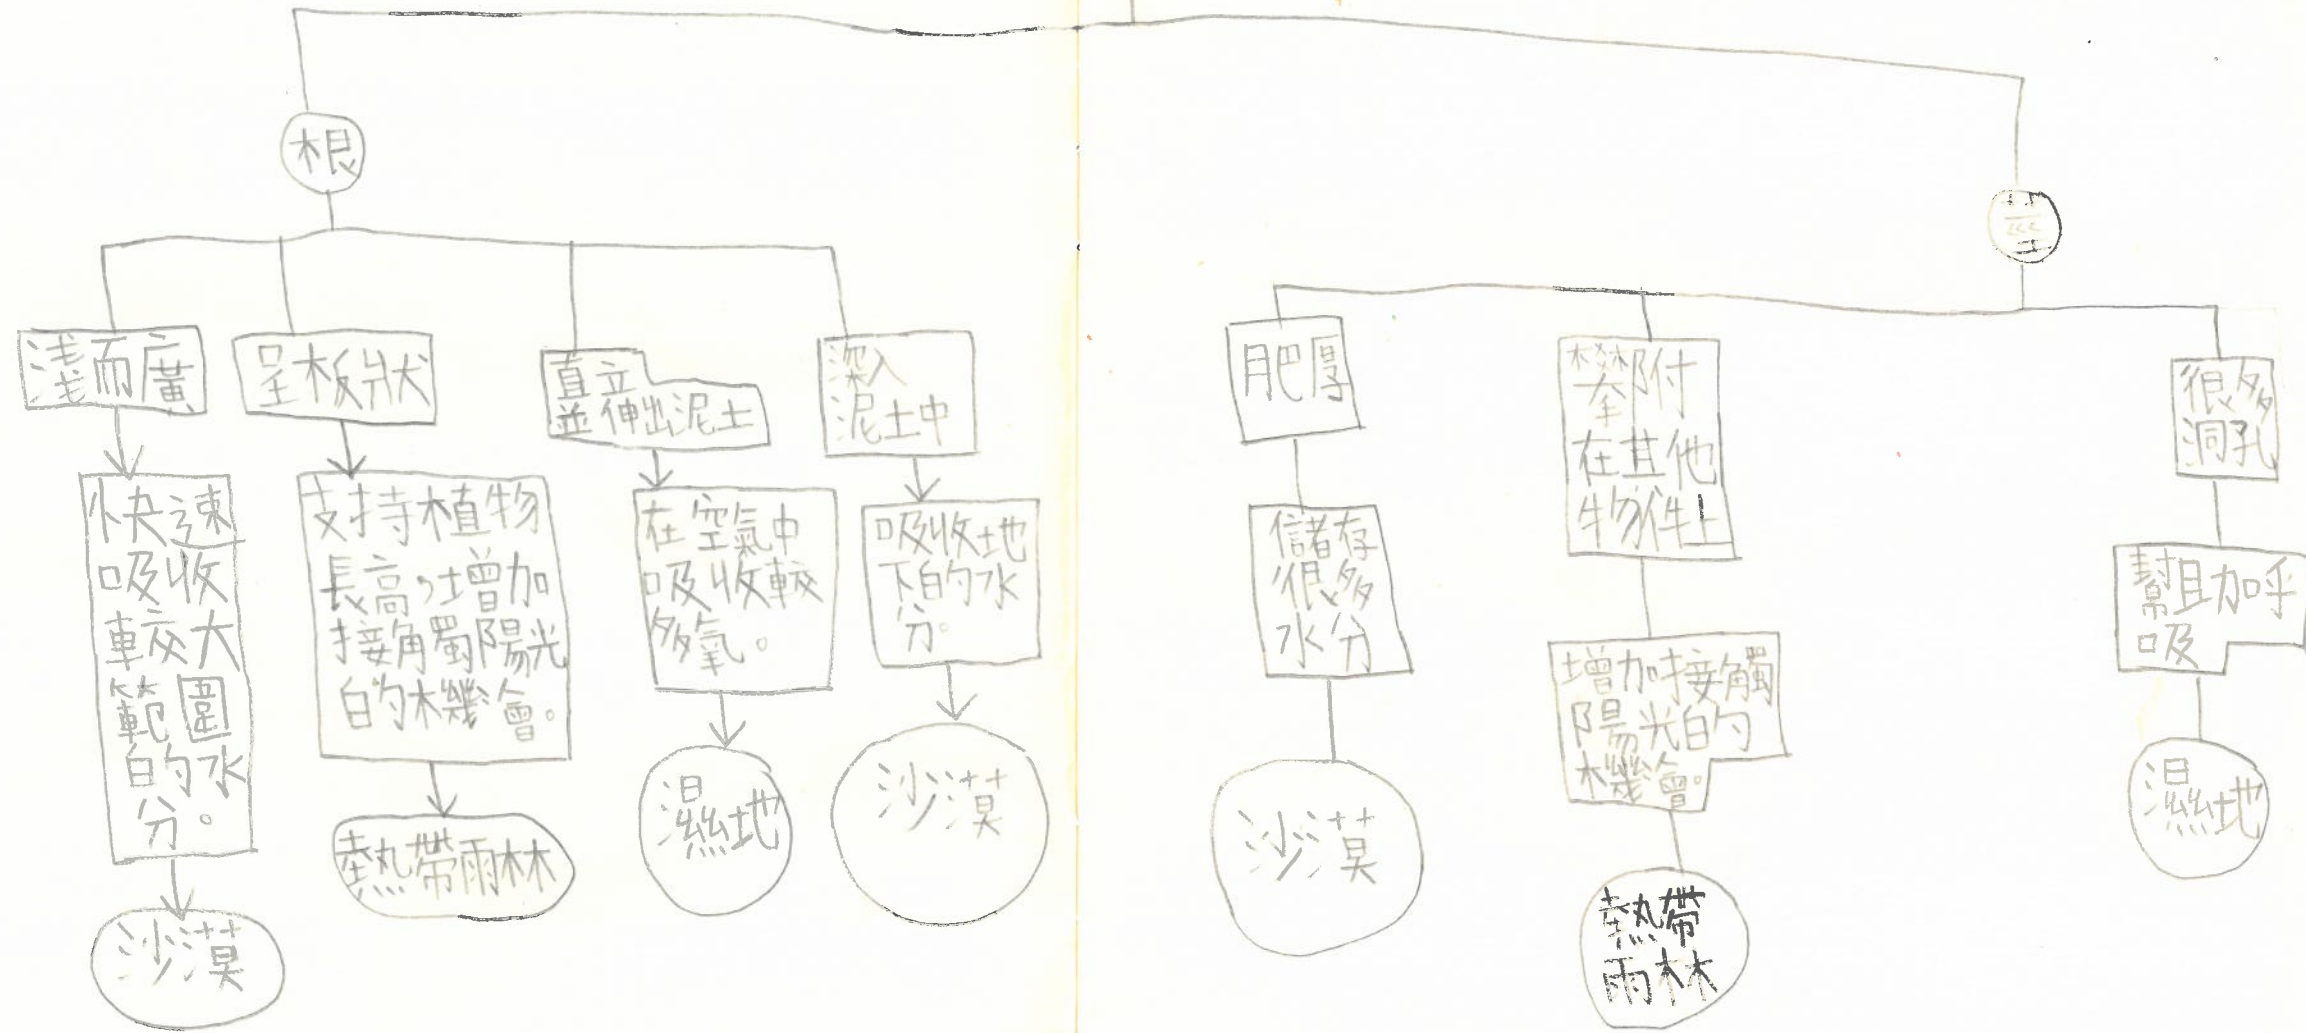 根
莖
淺而廣
呈板狀
直立
並伸出泥土
深入
泥土中
肥厚
攀附
在其他
物件上
很多
洞孔
快速
吸收
較大
範圍
的水
分。
支持植物
長高,增加
接觸陽光
的機會。
在空氣中
吸收較
多氧。
吸收地
下的水
分。
儲存
很多
水分
增加接觸
陽光的
機會。
幫助加呼
吸
沙漠
熱帶雨林
濕地
沙漠
沙漠
熱帶
雨林
濕地